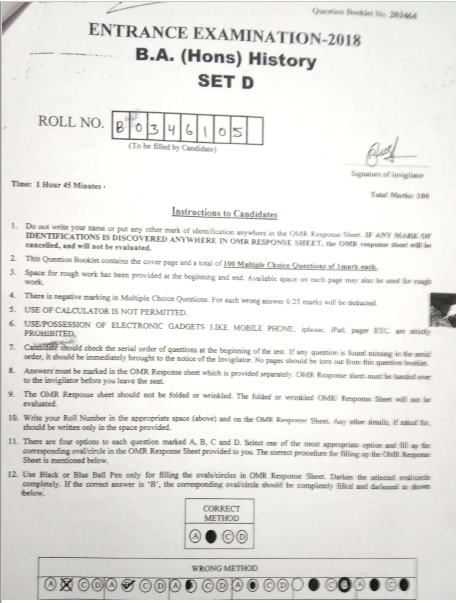 Question Booklet No. 203464
ENTRANCE EXAMINATION-2018
B.A. (Hons) History
SET D
ROLL NO. B 0 3 4 6 1 0 5
(To be filled by Candidate)
Signature of Invigilator
Time: 1 Hour 45 Minutes
Total Marks: 100
Instructions to Candidates
1. Do not write your name or put any other mark of identification anywhere in the OMR Response Sheet. IF ANY MARK OF
IDENTIFICATIONS IS DISCOVERED ANYWHERE IN OMR RESPONSE SHEET, the OMR response sheet will be
cancelled, and will not be evaluated.
2. This Question Booklet contains the cover page and a total of 100 Multiple Choice Questions of 1mark each.
3. Space for rough work has been provided at the beginning and end. Available space on each page may also be used for rough
work.
4. There is negative marking in Multiple Choice Questions. For each wrong answer 0.25 marks will be deducted.
5. USE OF CALCULATOR IS NOT PERMITTED.
6. USE/POSSESSION OF ELECTRONIC GADGETS LIKE MOBILE PHONE, iphone, iPad, pager ETC. are strictly
PROHIBITED.
7. Candidate should check the serial order of questions at the beginning of the test. If any question is found missing in the serial
order, it should be immediately brought to the notice of the Invigilator. No pages should be torn out from this question booklet.
8. Answers must be marked in the OMR Response sheet which is provided separately. OMR Response sheet must be handed over
to the invigilator before you leave the seat.
9. The OMR Response sheet should not be folded or wrinkled. The folded or wrinkled OMR/ Response Sheet will not be
evaluated.
10. Write your Roll Number in the appropriate space (above) and on the OMR Response Sheet. Any other details, if asked for,
should be written only in the space provided.
11. There are four options to each question marked A, B, C and D. Select one of the most appropriate option and fill up the
corresponding oval/circle in the OMR Response Sheet provided to you. The correct procedure for filling up the OMR Response
Sheet is mentioned below.
12. Use Black or Blue Ball Pen only for filling the ovals/circles in OMR Response Sheet. Darken the selected oval/circle
completely. If the correct answer is 'B', the corresponding oval/circle should be completely filled and darkened as shown
below.
CORRECT
METHOD
A C D
WRONG METHOD
A C D A C D A C D A C D C A C